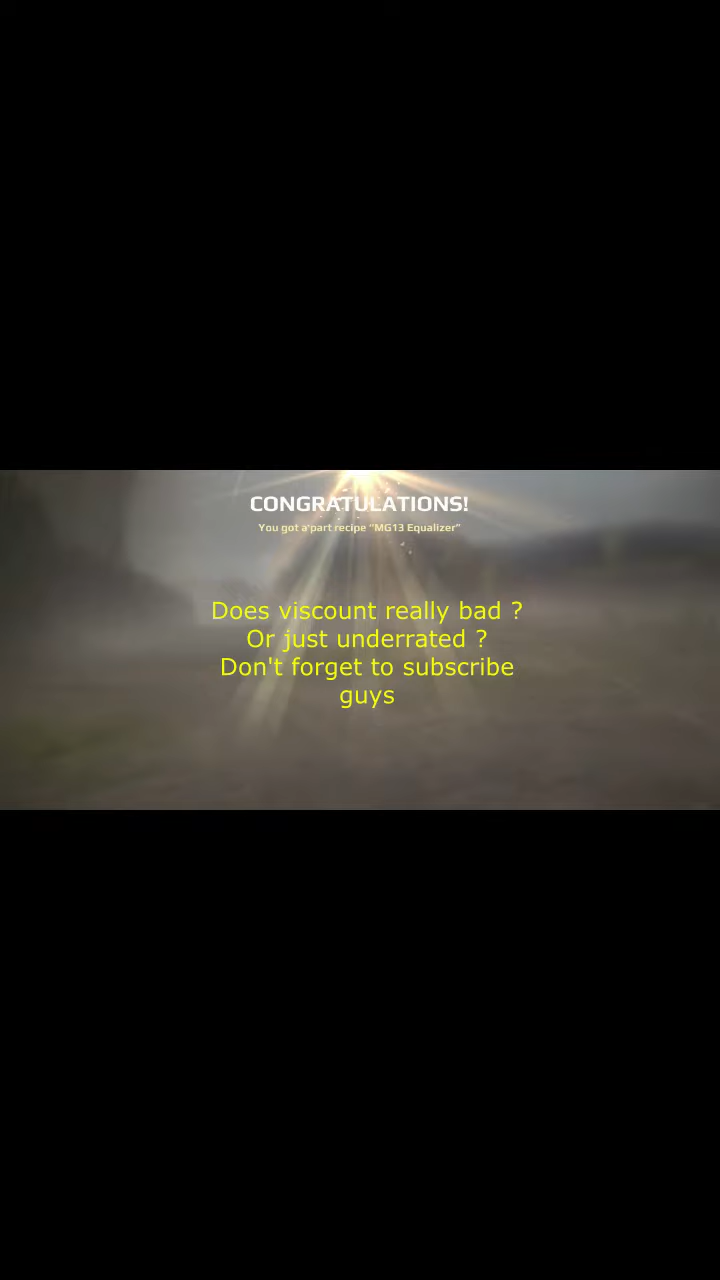 CONGRATULATIONS!
You got a part recipe "MG13 Equalizer"
Does viscount really bad ?
Or just underrated ?
Don't forget to subscribe
guys